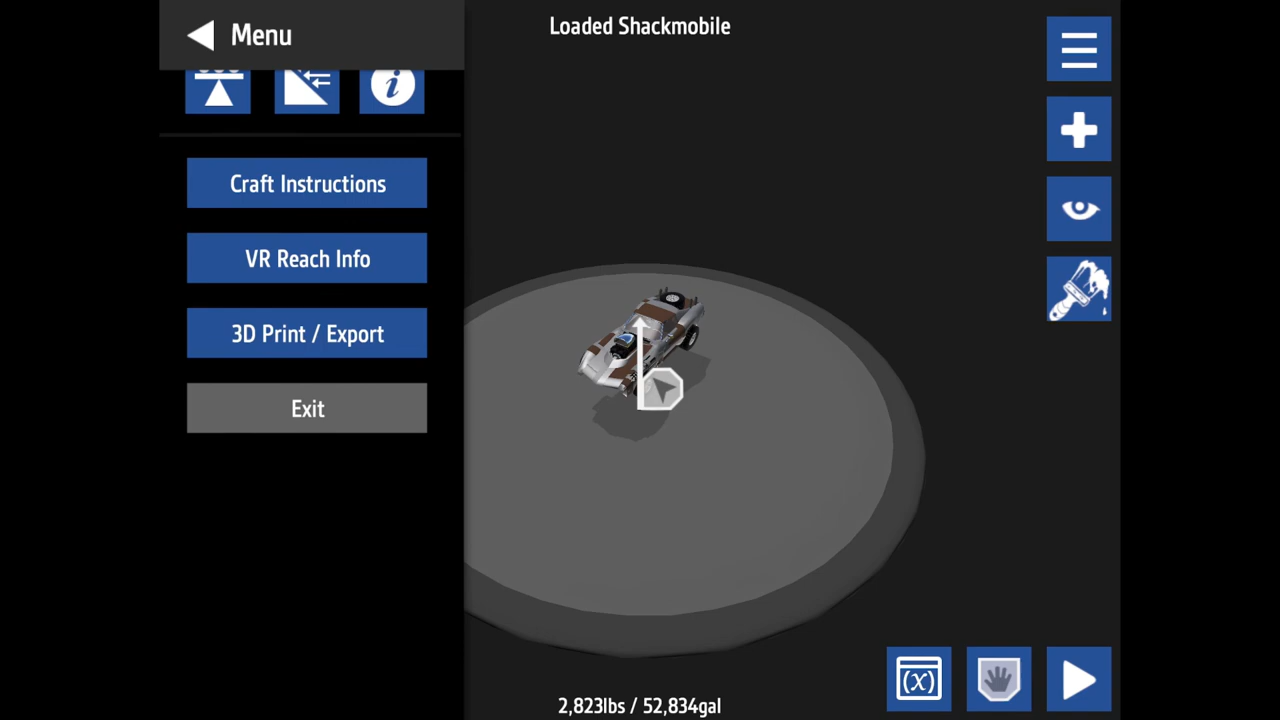 Menu
Loaded Shackmobile
Craft Instructions
VR Reach Info
3D Print / Export
Exit
(x)
2,823lbs / 52,834gal